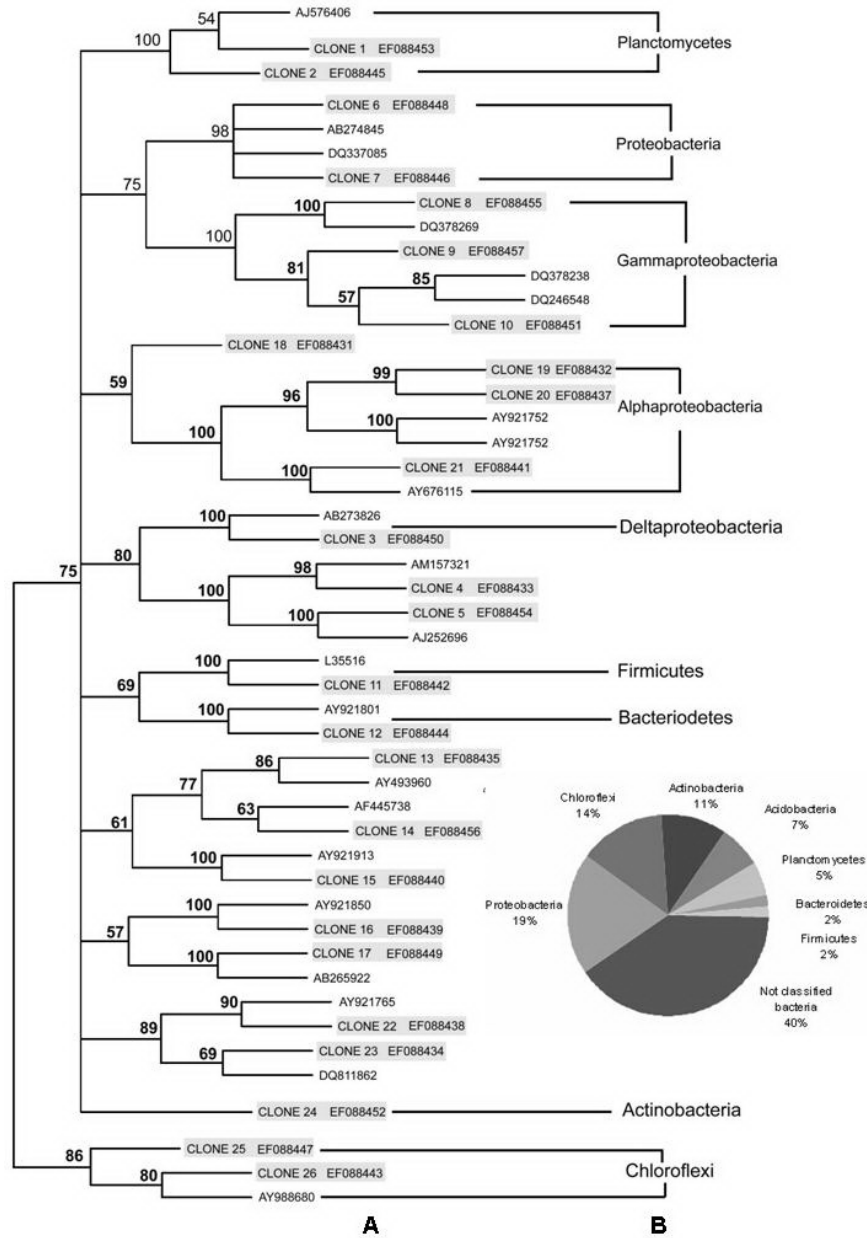 AJ576406
54
100
CLONE 1 EF088453
Planctomycetes
CLONE 2 EF088445
CLONE 6 EF088448
98
AB274845
Proteobacteria
DQ337085
75
CLONE 7 EF088446
100
CLONE 8 EF088455
100
DQ378269
CLONE 9 EF088457
Gammaproteobacteria
81
85
DQ378238
57
DQ246548
CLONE 10 EF088451
CLONE 18 EF088431
59
99
CLONE 19 EF088432
96
CLONE 20 EF088437
Alphaproteobacteria
100
AY921752
100
AY921752
100
CLONE 21 EF088441
AY676115
100
AB273826
Deltaproteobacteria
CLONE 3 EF088450
80
75
98
AM157321
100
CLONE 4 EF088433
100
CLONE 5 EF088454
AJ252696
100
L35516
Firmicutes
69
CLONE 11 EF088442
100
AY921801
Bacteriodetes
CLONE 12 EF088444
86
CLONE 13 EF088435
77
AY493960
63
AF445738
61
CLONE 14 EF088456
100
AY921913
CLONE 15 EF088440
100
AY921850
57
CLONE 16 EF088439
100
CLONE 17 EF088449
AB265922
90
AY921765
89
CLONE 22 EF088438
69
CLONE 23 EF088434
DQ811862
CLONE 24 EF088452
Actinobacteria
86
CLONE 25 EF088447
80
CLONE 26 EF088443
Chloroflexi
AY988680
A
Actinobacteria
11%
Chloroflexi
14%
Acidobacteria
7%
Planctomycetes
5%
Proteobacteria
19%
Bacteroidetes
2%
Firmicutes
2%
Not classified
bacteria
40%
B